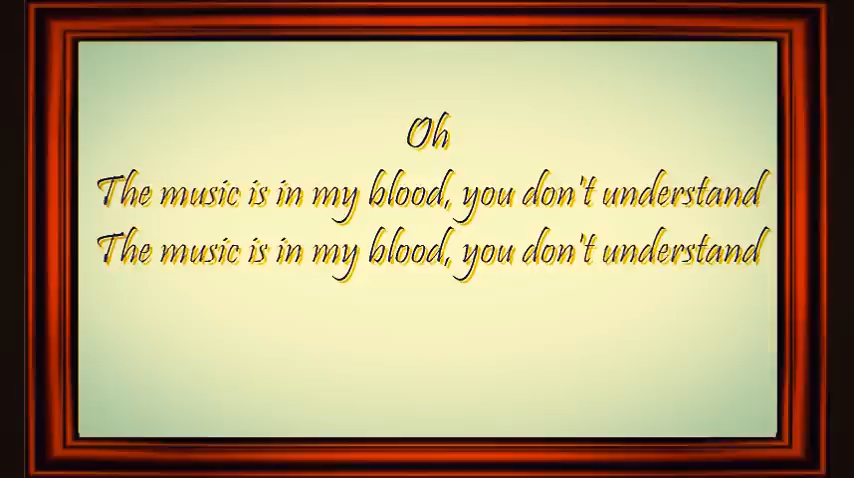 Oh
The music is in my blood, you don't understand
The music is in my blood, you don't understand